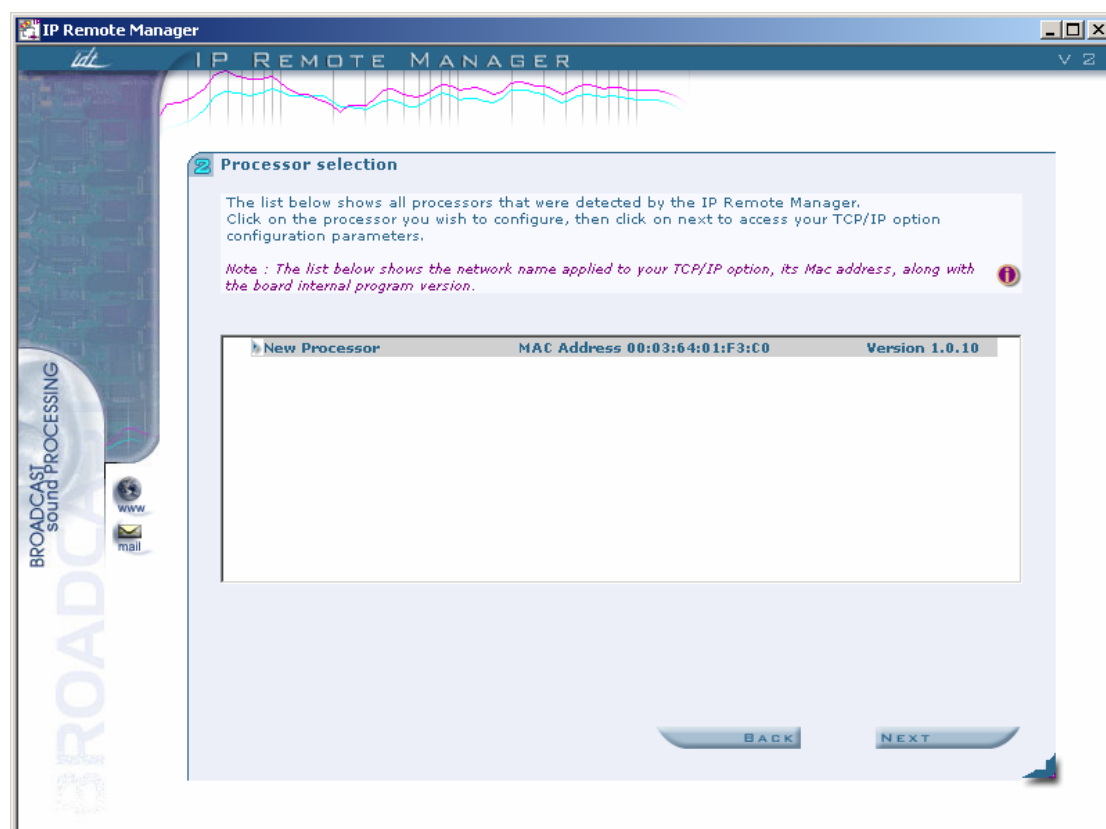 IP Remote Manager
idt
IP REMOTE MANAGER
V 2
2 Processor selection
The list below shows all processors that were detected by the IP Remote Manager.
Click on the processor you wish to configure, then click on next to access your TCP/IP option
configuration parameters.
Note : The list below shows the network name applied to your TCP/IP option, its Mac address, along with
the board internal program version.
New Processor MAC Address 00:03:64:01:F3:C0 Version 1.0.10
BROADCAST
sound PROCESSING
www
mail
BROADCAST
BACK
NEXT